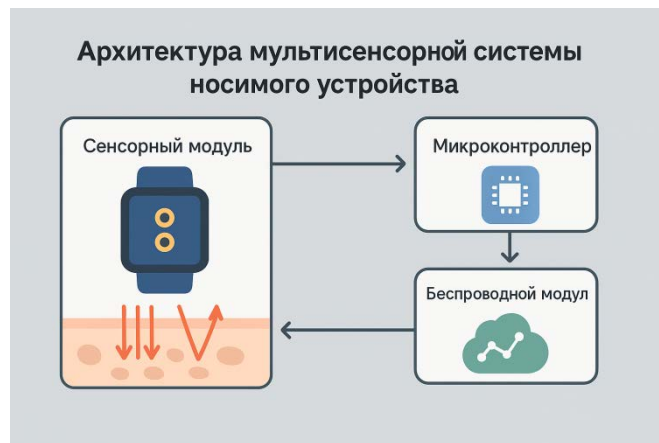 Архитектура мультисенсорной системы
носимого устройства
Сенсорный модуль
Микроконтроллер
Беспроводной модул